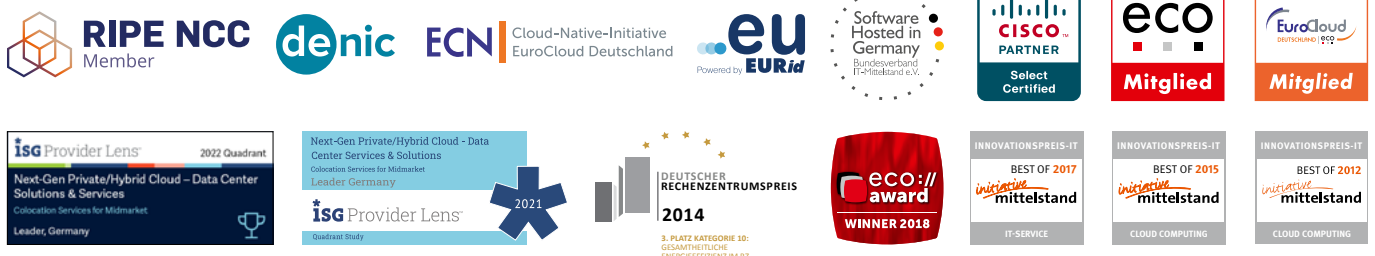 RIPE NCC
Member
denic
ECN
Cloud-Native-Initiative
EuroCloud Deutschland
.eu
Powered by EURid
Software
Hosted in
Germany
Bundesverband
IT-Mittelstand e.V.
CISCO
PARTNER
Select
Certified
eco
Mitglied
EuroCloud
DEUTSCHLAND eco
Mitglied
ISG Provider Lens™
2022 Quadrant
Next-Gen Private/Hybrid Cloud – Data Center
Solutions & Services
Colocation Services for Midmarket
Leader, Germany
Next-Gen Private/Hybrid Cloud - Data
Center Services & Solutions
Colocation Services for Midmarket
Leader Germany
ISG Provider Lens™
Quadrant Study
2021
DEUTSCHER
RECHENZENTRUMSPREIS
2014
3. PLATZ KATEGORIE 10:
GESAMTHEITLICHE
eco://
award
WINNER 2018
INNOVATIONSPREIS-IT
BEST OF 2017
initiative
mittelstand
IT-SERVICE
INNOVATIONSPREIS-IT
BEST OF 2015
initiative
mittelstand
CLOUD COMPUTING
INNOVATIONSPREIS-IT
BEST OF 2012
initiative
mittelstand
CLOUD COMPUTING